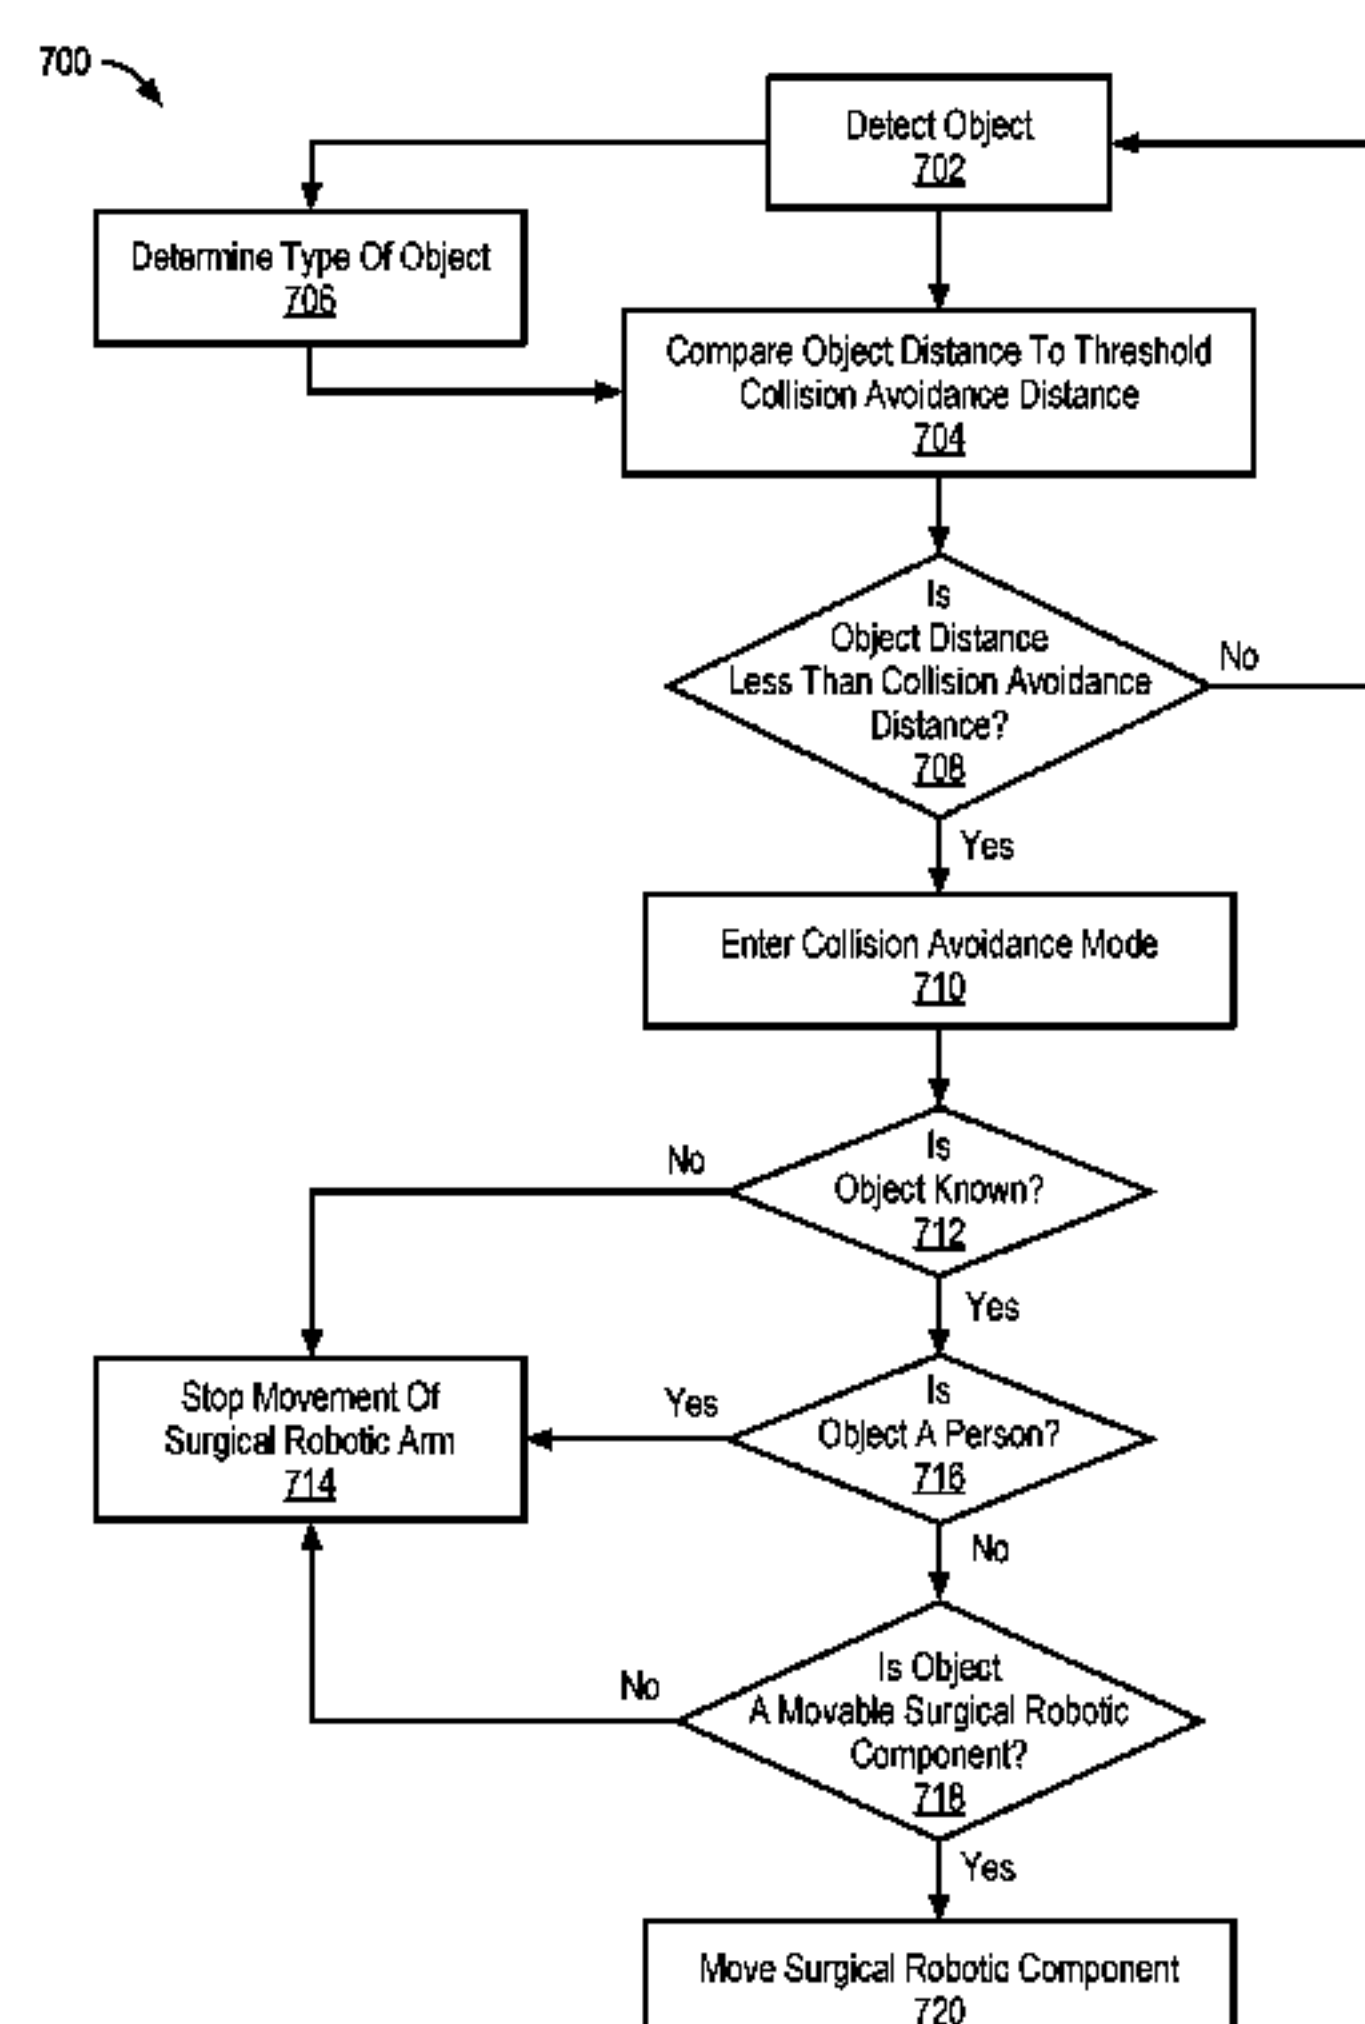 700
Detect Object
702
Determine Type Of Object
706
Compare Object Distance To Threshold
Collision Avoidance Distance
704
Is
Object Distance
Less Than Collision Avoidance
Distance?
708
No
Yes
Enter Collision Avoidance Mode
710
Is
Object Known?
712
No
Yes
Stop Movement Of
Surgical Robotic Arm
714
Yes
Is
Object A Person?
716
No
Is Object
A Movable Surgical Robotic
Component?
718
No
Yes
Move Surgical Robotic Component
720